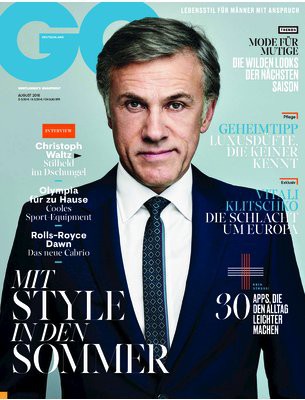 LEBENSSTIL FÜR MÄNNER MIT ANSPRUCH
GQ
DEUTSCHLAND
GENTLEMEN'S QUARTERLY
AUGUST 2016
TRENDS
MODE FÜR
MUTIGE
DIE WILDEN LOOKS
DER NÄCHSTEN
SAISON
INTERVIEW
Christoph
Waltz
Stilheld
im Dschungel
Olympia
für zu Hause
Cooles
Sport-Equipment
Rolls-Royce
Dawn
Das neue Cabrio
Pflege
GEHEIMTIPP
LUXUSDÜFTE,
DIE KEINER
KENNT
Exklusiv
VITALI
KLITSCHKO
DIE SCHLACHT
UM EUROPA
MIT
STYLE
IN DEN
SOMMER
30 APPS, DIE
DEN ALLTAG
LEICHTER
MACHEN